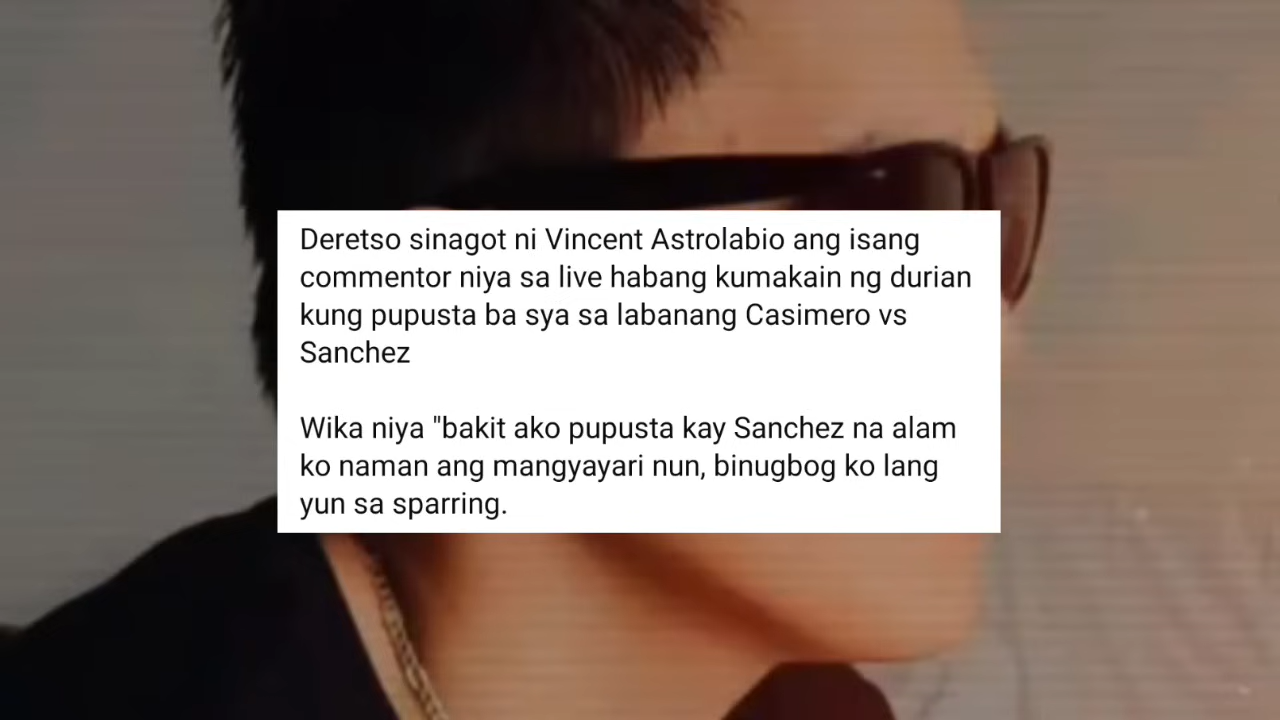 Deretso sinagot ni Vincent Astrolabio ang isang
commentor niya sa live habang kumakain ng durian
kung pupusta ba sya sa labanang Casimero vs
Sanchez
Wika niya "bakit ako pupusta kay Sanchez na alam
ko naman ang mangyayari nun, binugbog ko lang
yun sa sparring.